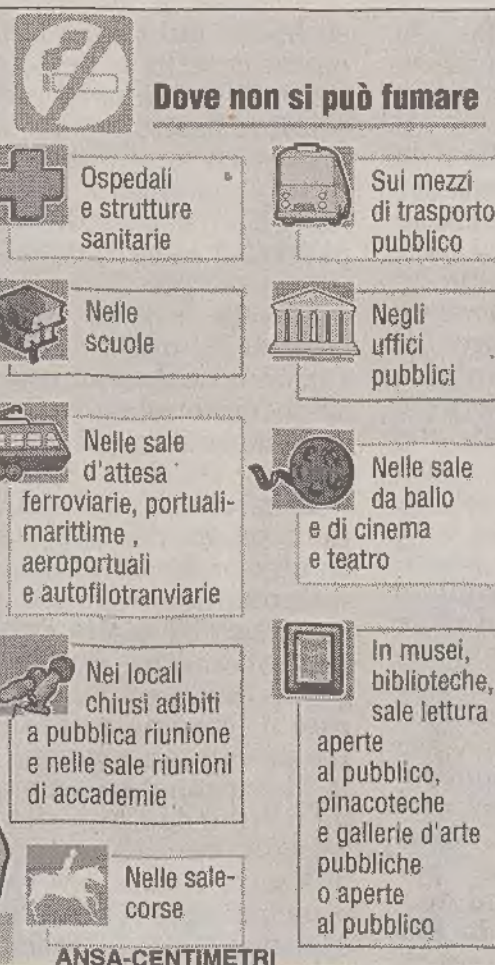 Dove non si può fumare
Ospedali
e strutture
sanitarie
Sui mezzi
di trasporto
pubblico
Nelle
scuole
Negli
uffici
pubblici
Nelle sale
d'attesa
ferroviarie, portuali-
marittime ,
aeroportuali
e autofilotranviarie
Nelle sale
da ballo
e di cinema
e teatro
Nei locali
chiusi adibiti
a pubblica riunione
e nelle sale riunioni
di accademie
In musei,
biblioteche,
sale lettura
aperte
al pubblico,
pinacoteche
e gallerie d'arte
pubbliche
o aperte
al pubblico
Nelle sale-
corse
ANSA-CENTIMETRI